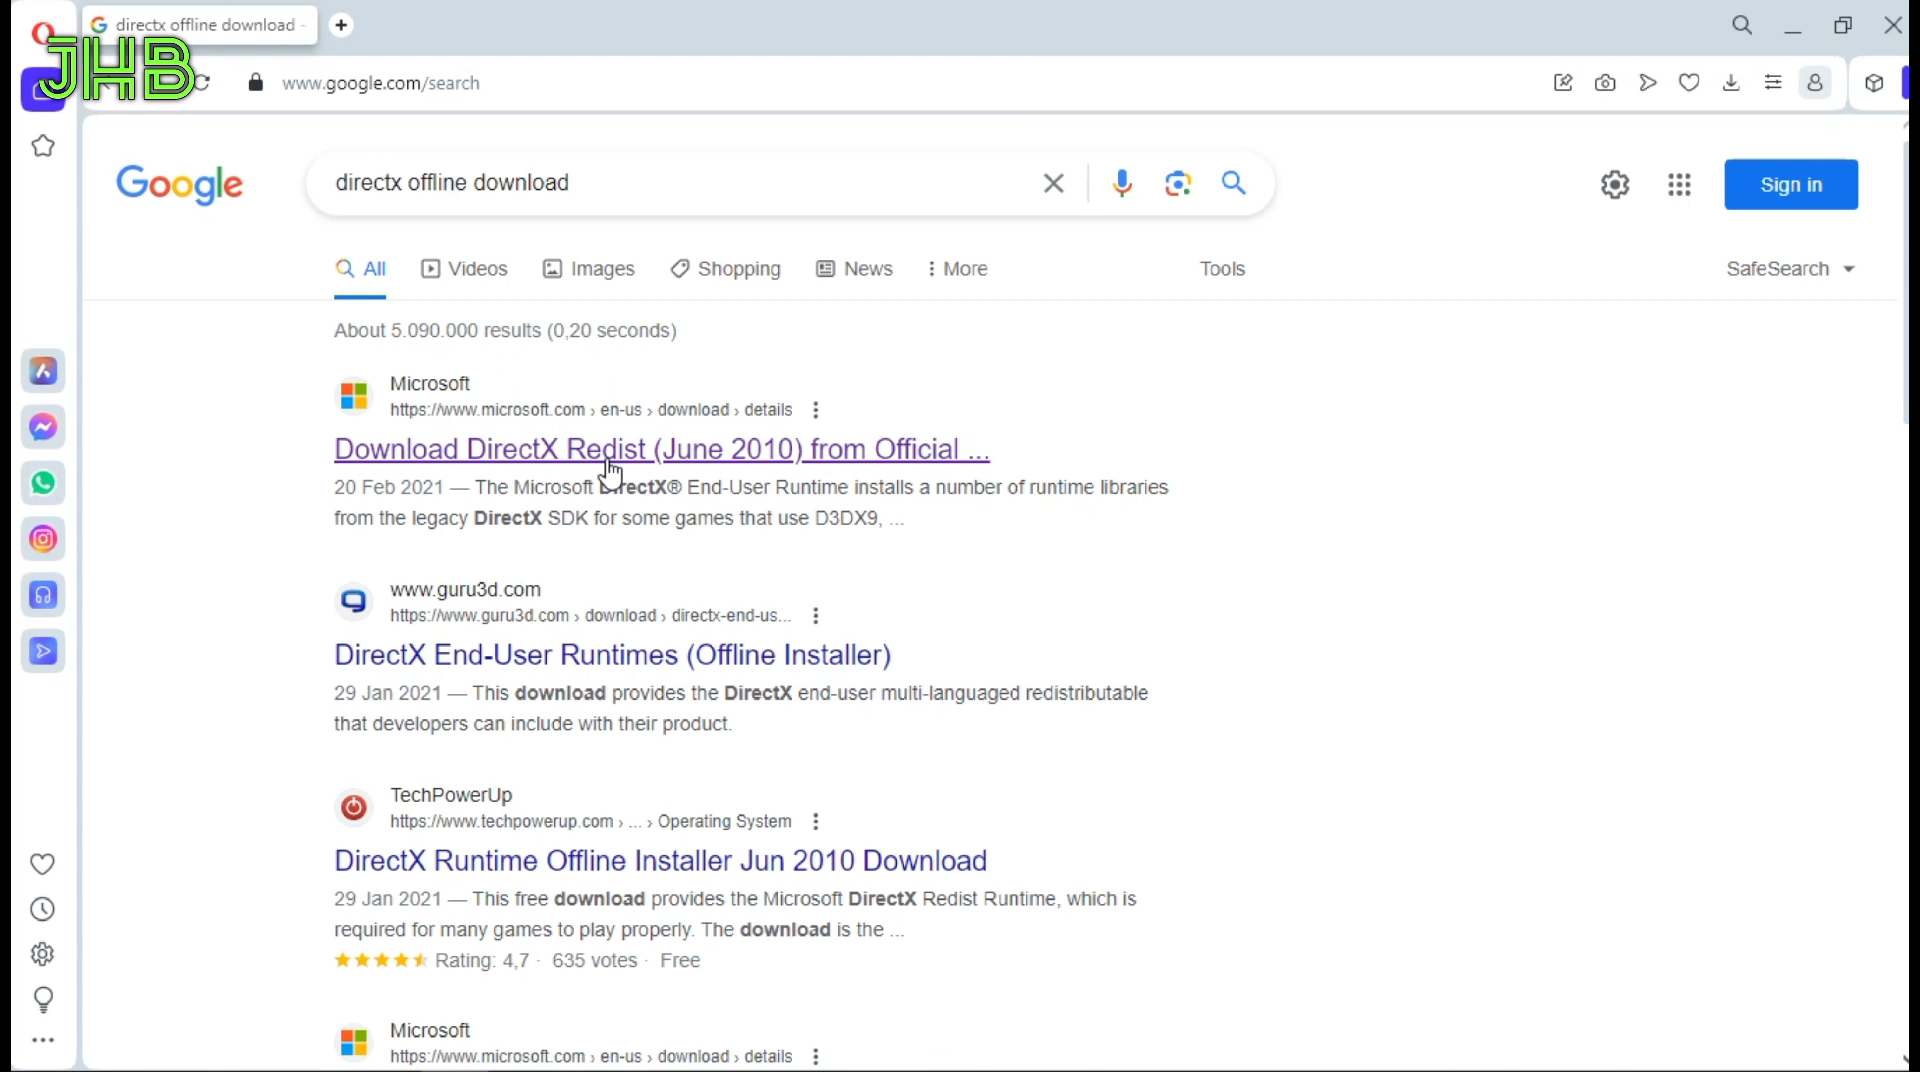 directx offline download -
JHB
www.google.com/search
Google
directx offline download
Sign in
All
Videos
Images
Shopping
News
More
Tools
SafeSearch
About 5.090.000 results (0,20 seconds)
Microsoft
https://www.microsoft.com › en-us › download › details
Download DirectX Redist (June 2010) from Official ...
20 Feb 2021 — The Microsoft DirectX® End-User Runtime installs a number of runtime libraries
from the legacy DirectX SDK for some games that use D3DX9, ...
www.guru3d.com
https://www.guru3d.com › download › directx-end-us...
DirectX End-User Runtimes (Offline Installer)
29 Jan 2021 — This download provides the DirectX end-user multi-languaged redistributable
that developers can include with their product.
TechPowerUp
https://www.techpowerup.com › ... › Operating System
DirectX Runtime Offline Installer Jun 2010 Download
29 Jan 2021 — This free download provides the Microsoft DirectX Redist Runtime, which is
required for many games to play properly. The download is the ...
Rating: 4,7 · 635 votes · Free
Microsoft
https://www.microsoft.com › en-us › download › details